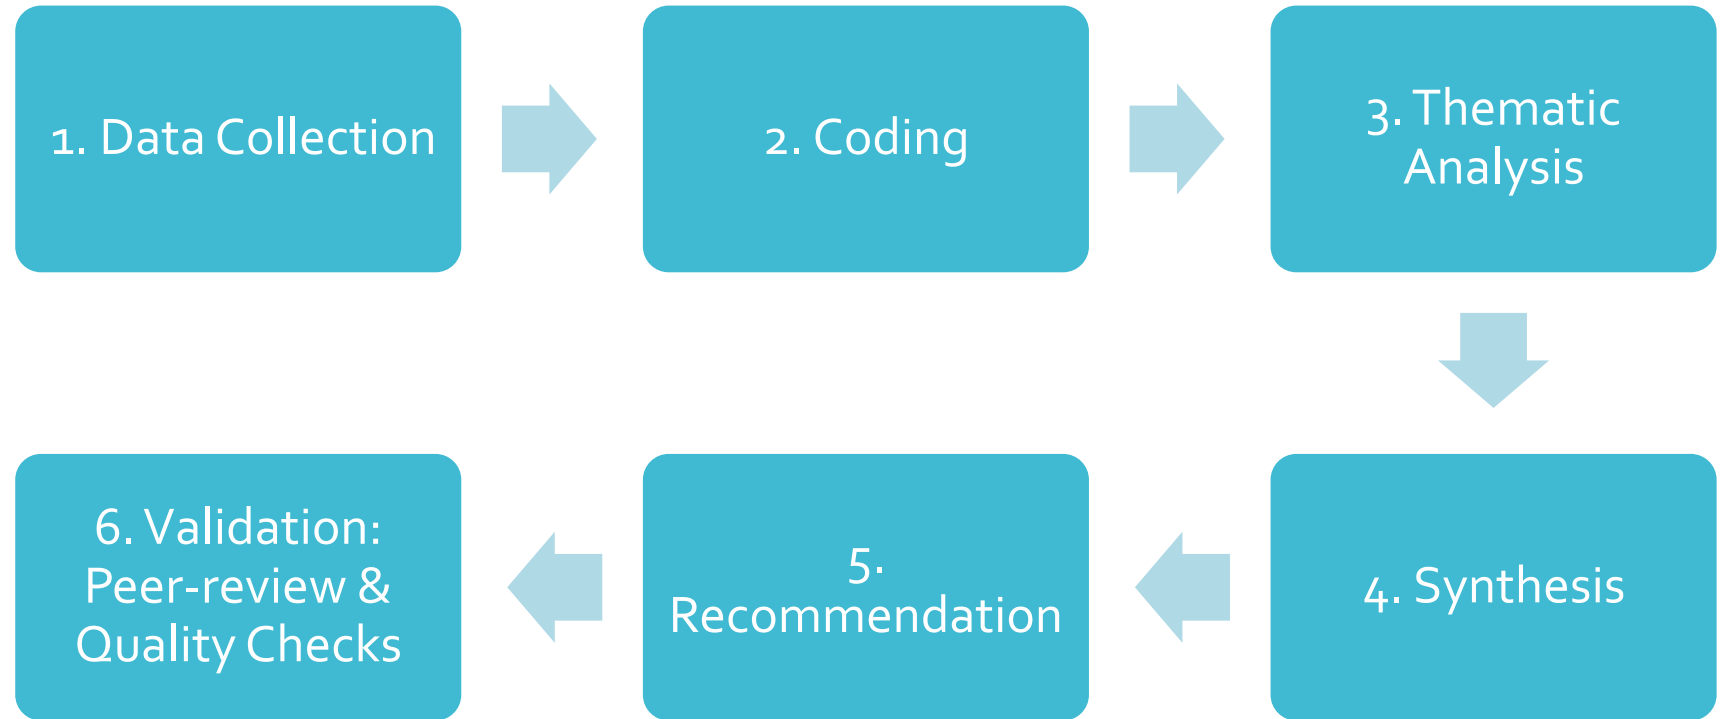 1. Data Collection
2. Coding
3. Thematic
Analysis
4. Synthesis
5.
Recommendation
6. Validation:
Peer-review &
Quality Checks